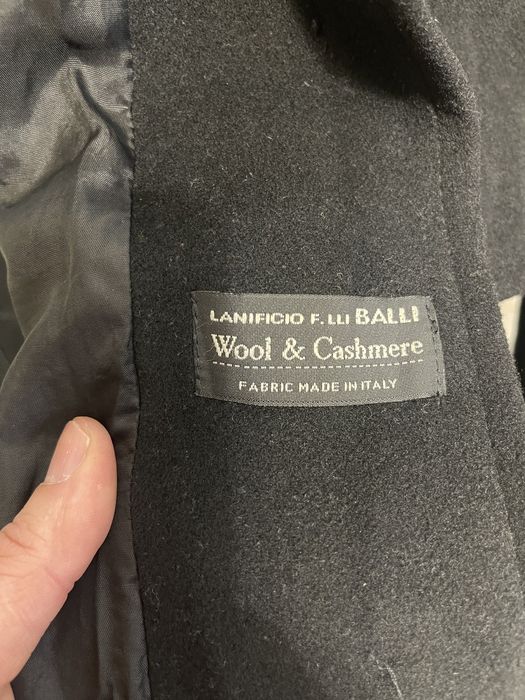 LANIFICIO F.LLI BALLI
Wool & Cashmere
FABRIC MADE IN ITALY